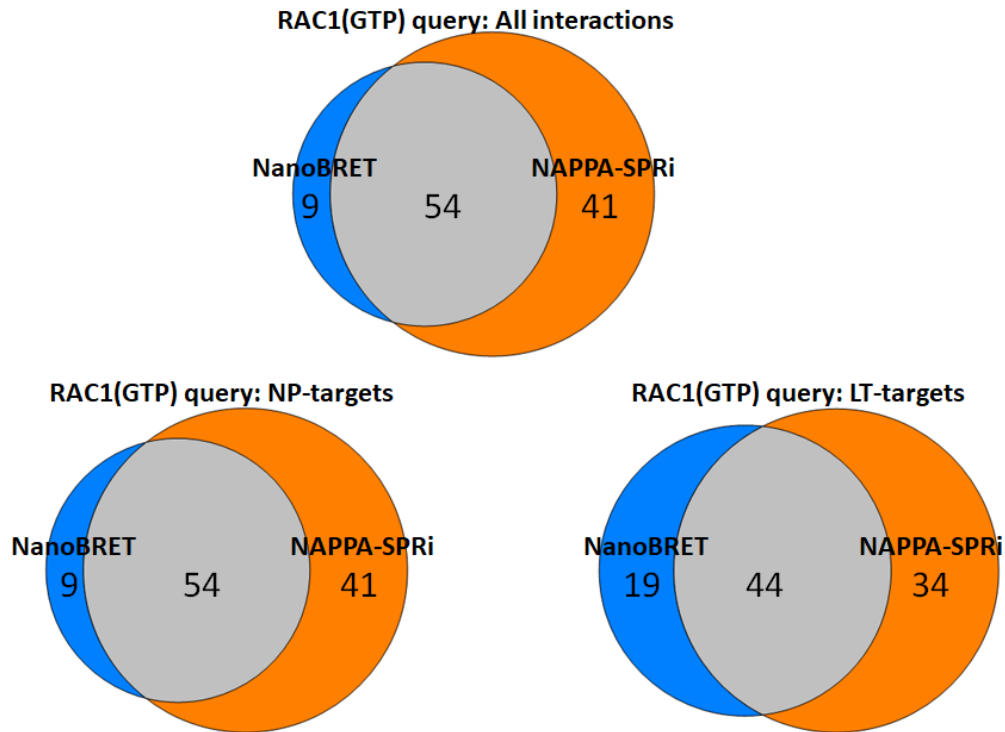 RAC1(GTP) query: All interactions
NanoBRET NAPPA-SPRi
9 54 41
RAC1(GTP) query: NP-targets
NanoBRET NAPPA-SPRi
9 54 41
RAC1(GTP) query: LT-targets
NanoBRET NAPPA-SPRi
19 44 34